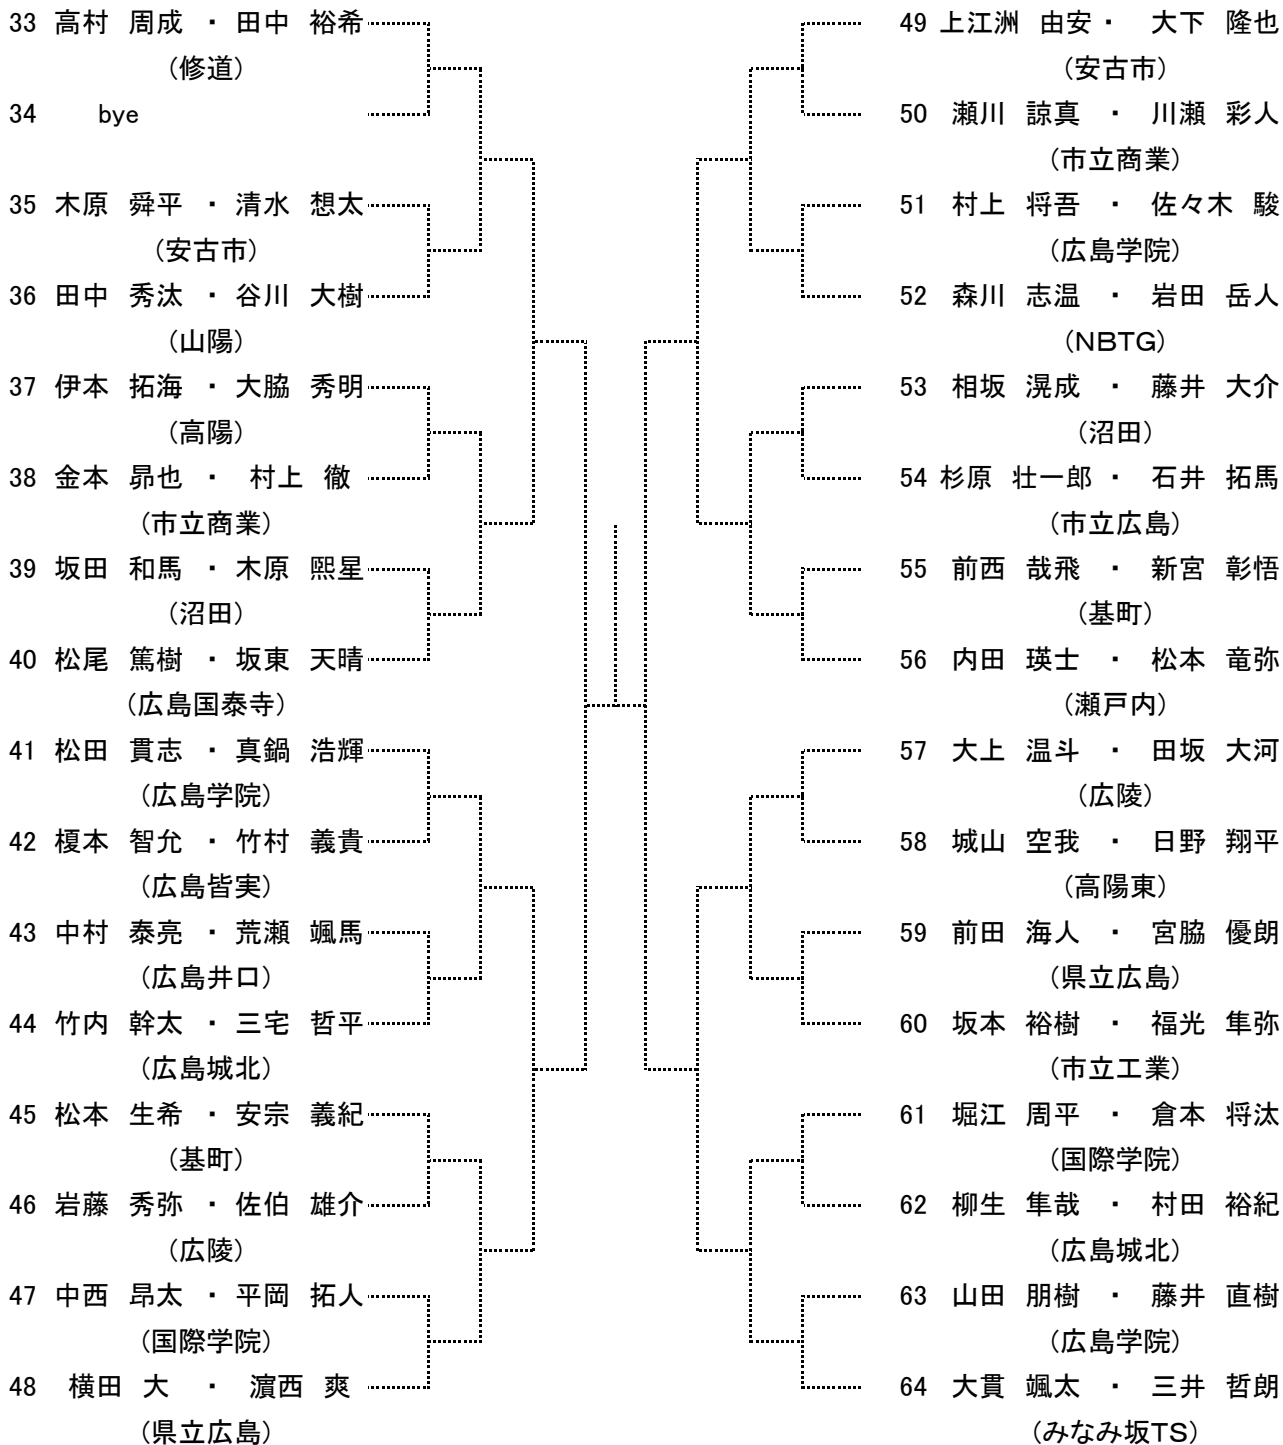 33 高村 周成 ・ 田中 裕希
(修道)
34 bye
35 木原 舜平 ・ 清水 想太
(安古市)
36 田中 秀汰 ・ 谷川 大樹
(山陽)
37 伊本 拓海 ・ 大脇 秀明
(高陽)
38 金本 昴也 ・ 村上 徹
(市立商業)
39 坂田 和馬 ・ 木原 熙星
(沼田)
40 松尾 篤樹 ・ 坂東 天晴
(広島国泰寺)
41 松田 貫志 ・ 真鍋 浩輝
(広島学院)
42 榎本 智允 ・ 竹村 義貴
(広島皆実)
43 中村 泰亮 ・ 荒瀬 颯馬
(広島井口)
44 竹内 幹太 ・ 三宅 哲平
(広島城北)
45 松本 生希 ・ 安宗 義紀
(基町)
46 岩藤 秀弥 ・ 佐伯 雄介
(広陵)
47 中西 昂太 ・ 平岡 拓人
(国際学院)
48 横田 大 ・ 濵西 爽
(県立広島)
49 上江洲 由安 ・ 大下 隆也
(安古市)
50 瀬川 諒真 ・ 川瀬 彩人
(市立商業)
51 村上 将吾 ・ 佐々木 駿
(広島学院)
52 森川 志温 ・ 岩田 岳人
(NBTG)
53 相坂 滉成 ・ 藤井 大介
(沼田)
54 杉原 壮一郎 ・ 石井 拓馬
(市立広島)
55 前西 哉飛 ・ 新宮 彰悟
(基町)
56 内田 瑛士 ・ 松本 竜弥
(瀬戸内)
57 大上 温斗 ・ 田坂 大河
(広陵)
58 城山 空我 ・ 日野 翔平
(高陽東)
59 前田 海人 ・ 宮脇 優朗
(県立広島)
60 坂本 裕樹 ・ 福光 隼弥
(市立工業)
61 堀江 周平 ・ 倉本 将汰
(国際学院)
62 柳生 隼哉 ・ 村田 裕紀
(広島城北)
63 山田 朋樹 ・ 藤井 直樹
(広島学院)
64 大貫 颯太 ・ 三井 哲朗
(みなみ坂TS)